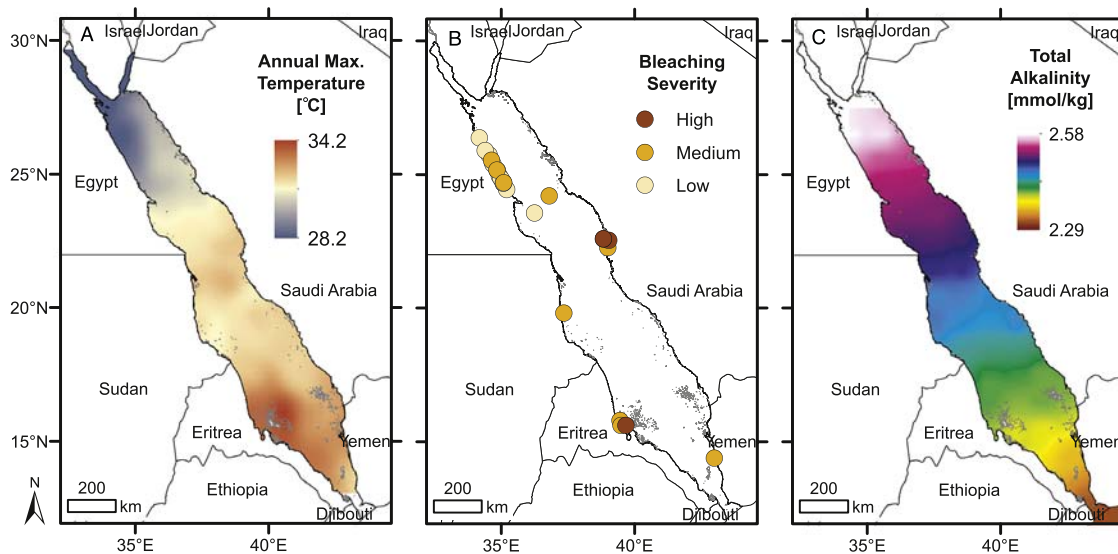 A
Israel
Jordan
Iraq
Annual Max.
Temperature
[°C]
34.2
28.2
Egypt
Saudi Arabia
Sudan
Eritrea
Yemen
Ethiopia
Djibouti
200
km
N
30°N
25°N
20°N
15°N
35°E
40°E
B
Israel
Jordan
Iraq
Bleaching
Severity
High
Medium
Low
Egypt
Saudi Arabia
Sudan
Eritrea
Yemen
Ethiopia
Djibouti
200
km
35°E
40°E
C
Israel
Jordan
Iraq
Total
Alkalinity
[mmol/kg]
2.58
2.29
Egypt
Saudi Arabia
Sudan
Eritrea
Yemen
Ethiopia
Djibouti
200
km
35°E
40°E